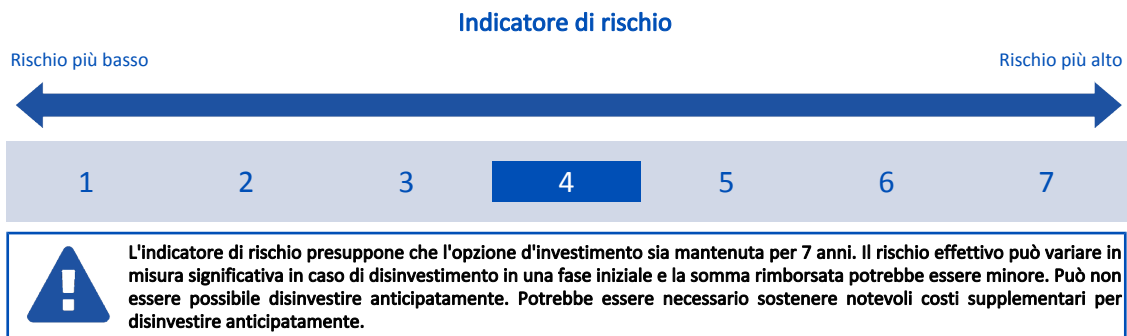 Indicatore di rischio
Rischio più basso
Rischio più alto
1 2 3 4 5 6 7
L'indicatore di rischio presuppone che l'opzione d'investimento sia mantenuta per 7 anni. Il rischio effettivo può variare in
misura significativa in caso di disinvestimento in una fase iniziale e la somma rimborsata potrebbe essere minore. Può non
essere possibile disinvestire anticipatamente. Potrebbe essere necessario sostenere notevoli costi supplementari per
disinvestire anticipatamente.